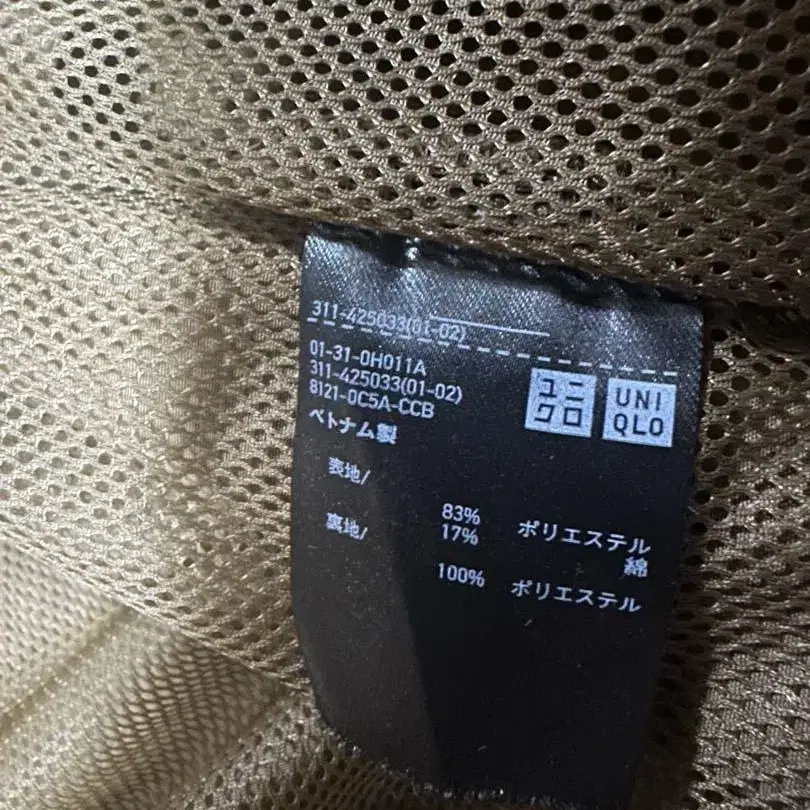 311-425033(01-02)
01-31-0H011A
311-425033(01-02)
8121-0C5A-CCB
ベトナム製
ユニ
クロ
UNI
QLO
表地/
83% ポリエステル
17% 綿
裏地/
100% ポリエステル